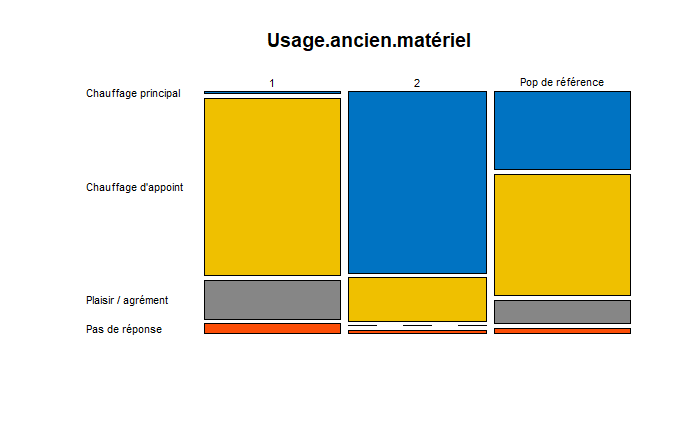 Usage.ancien.matériel
1 2 Pop de référence
Chauffage principal
Chauffage d'appoint
Plaisir / agrément
Pas de réponse